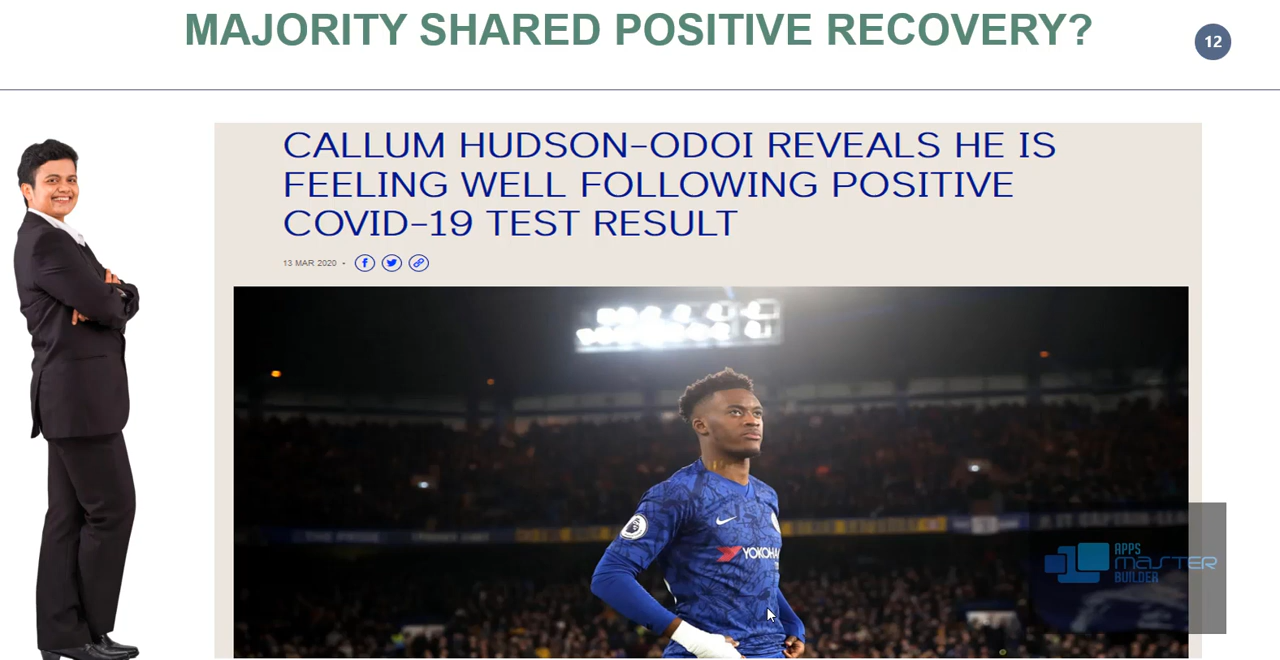 MAJORITY SHARED POSITIVE RECOVERY?
12
CALLUM HUDSON-ODOI REVEALS HE IS
FEELING WELL FOLLOWING POSITIVE
COVID-19 TEST RESULT
13 MAR 2020 -
f
YOKOHA
APPS
MASTER
BUILDER